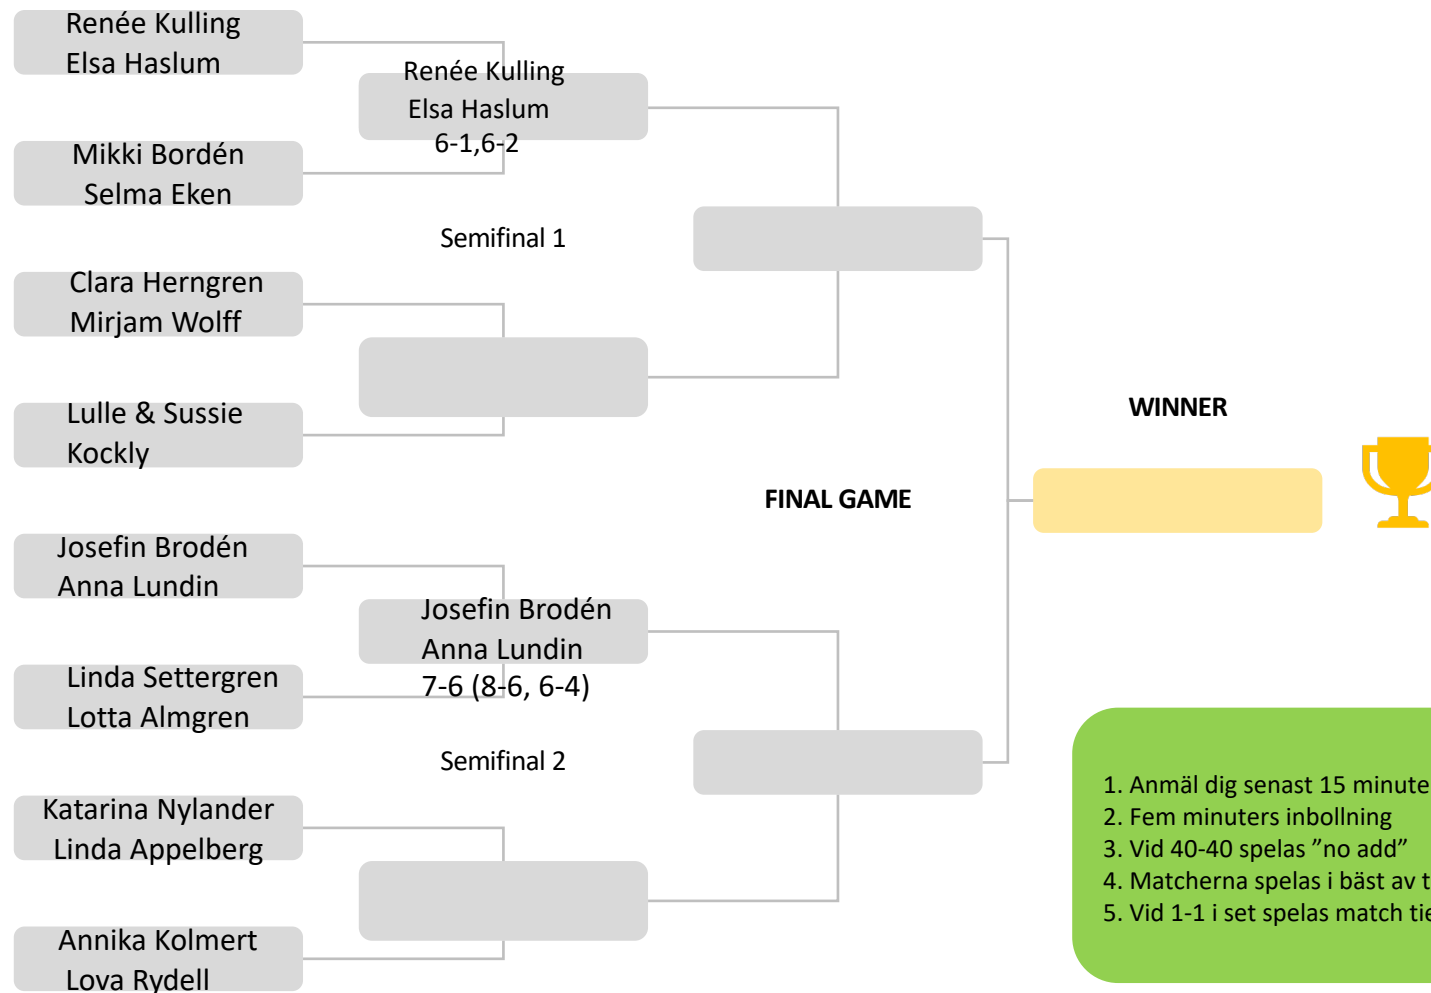 Renée Kulling
Elsa Haslum
Renée Kulling
Elsa Haslum
6-1,6-2
Mikki Bordén
Selma Eken
Semifinal 1
Clara Herngren
Mirjam Wolff
Lulle & Sussie
Kockly
WINNER
FINAL GAME
Josefin Brodén
Anna Lundin
Josefin Brodén
Anna Lundin
7-6 (8-6, 6-4)
Linda Settergren
Lotta Almgren
Semifinal 2
Katarina Nylander
Linda Appelberg
Annika Kolmert
Lova Rydell
1. Anmäl dig senast 15 minute
2. Fem minuters inbollning
3. Vid 40-40 spelas ”no add”
4. Matcherna spelas i bäst av t
5. Vid 1-1 i set spelas match tie